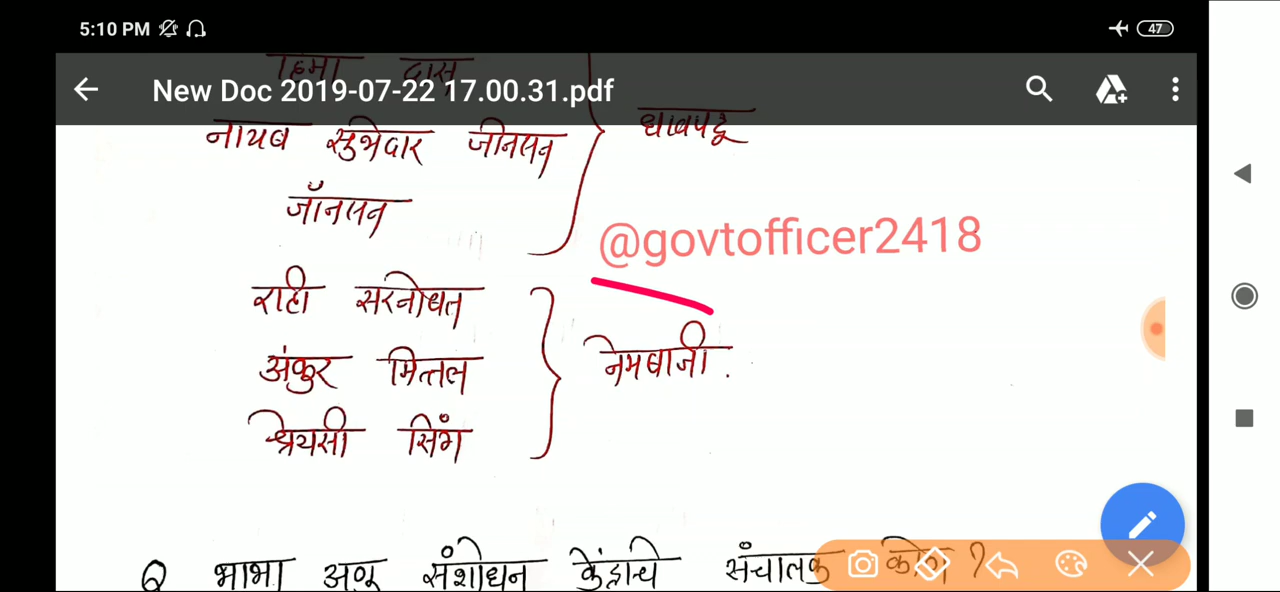 5:10 PM 47
हिमा दास
New Doc 2019-07-22 17.00.31.pdf
नायब सुभेदार जीनसन धावपटू
जॉनसन
@govtofficer2418
राही सरनोबत
अंकुर मित्तल नेमबाजी.
श्रेयसी सिंग
Q भाभा अणू संशोधन केंद्राचे संचालक कोण ?